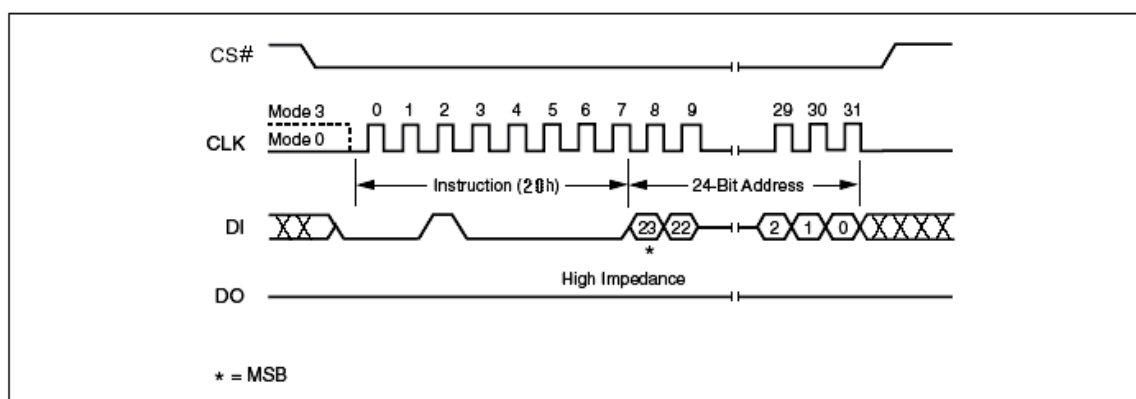 CS#
Mode 3 0 1 2 3 4 5 6 7 8 9 29 30 31
CLK Mode 0
Instruction (20h) 24-Bit Address
DI 23 22 2 1 0
*
High Impedance
DO
* = MSB